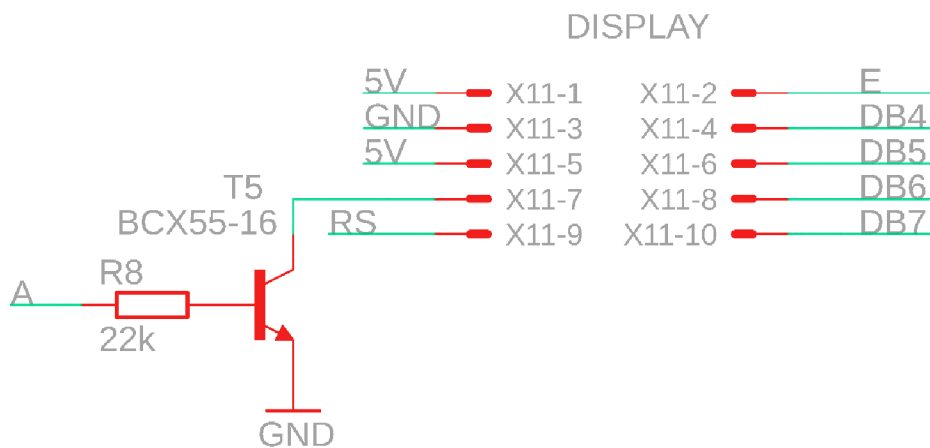 DISPLAY
5V X11-1 X11-2 E
GND X11-3 X11-4 DB4
5V X11-5 X11-6 DB5
T5 X11-7 X11-8 DB6
BCX55-16 RS X11-9 X11-10 DB7
R8
A
22k
GND